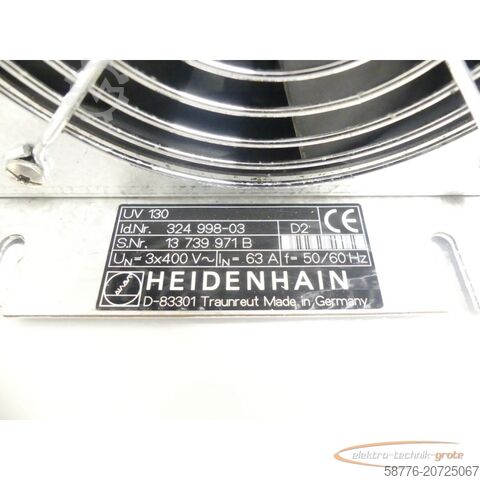 UV 130
Id.Nr. 324 998-03 D2
S.Nr. 13 739 971 B
UN = 3x400 V~ IN = 63 A f = 50/60 Hz
CE
HEIDENHAIN
D-83301 Traunreut Made in Germany
elektro-technik-grote
58776-20725067